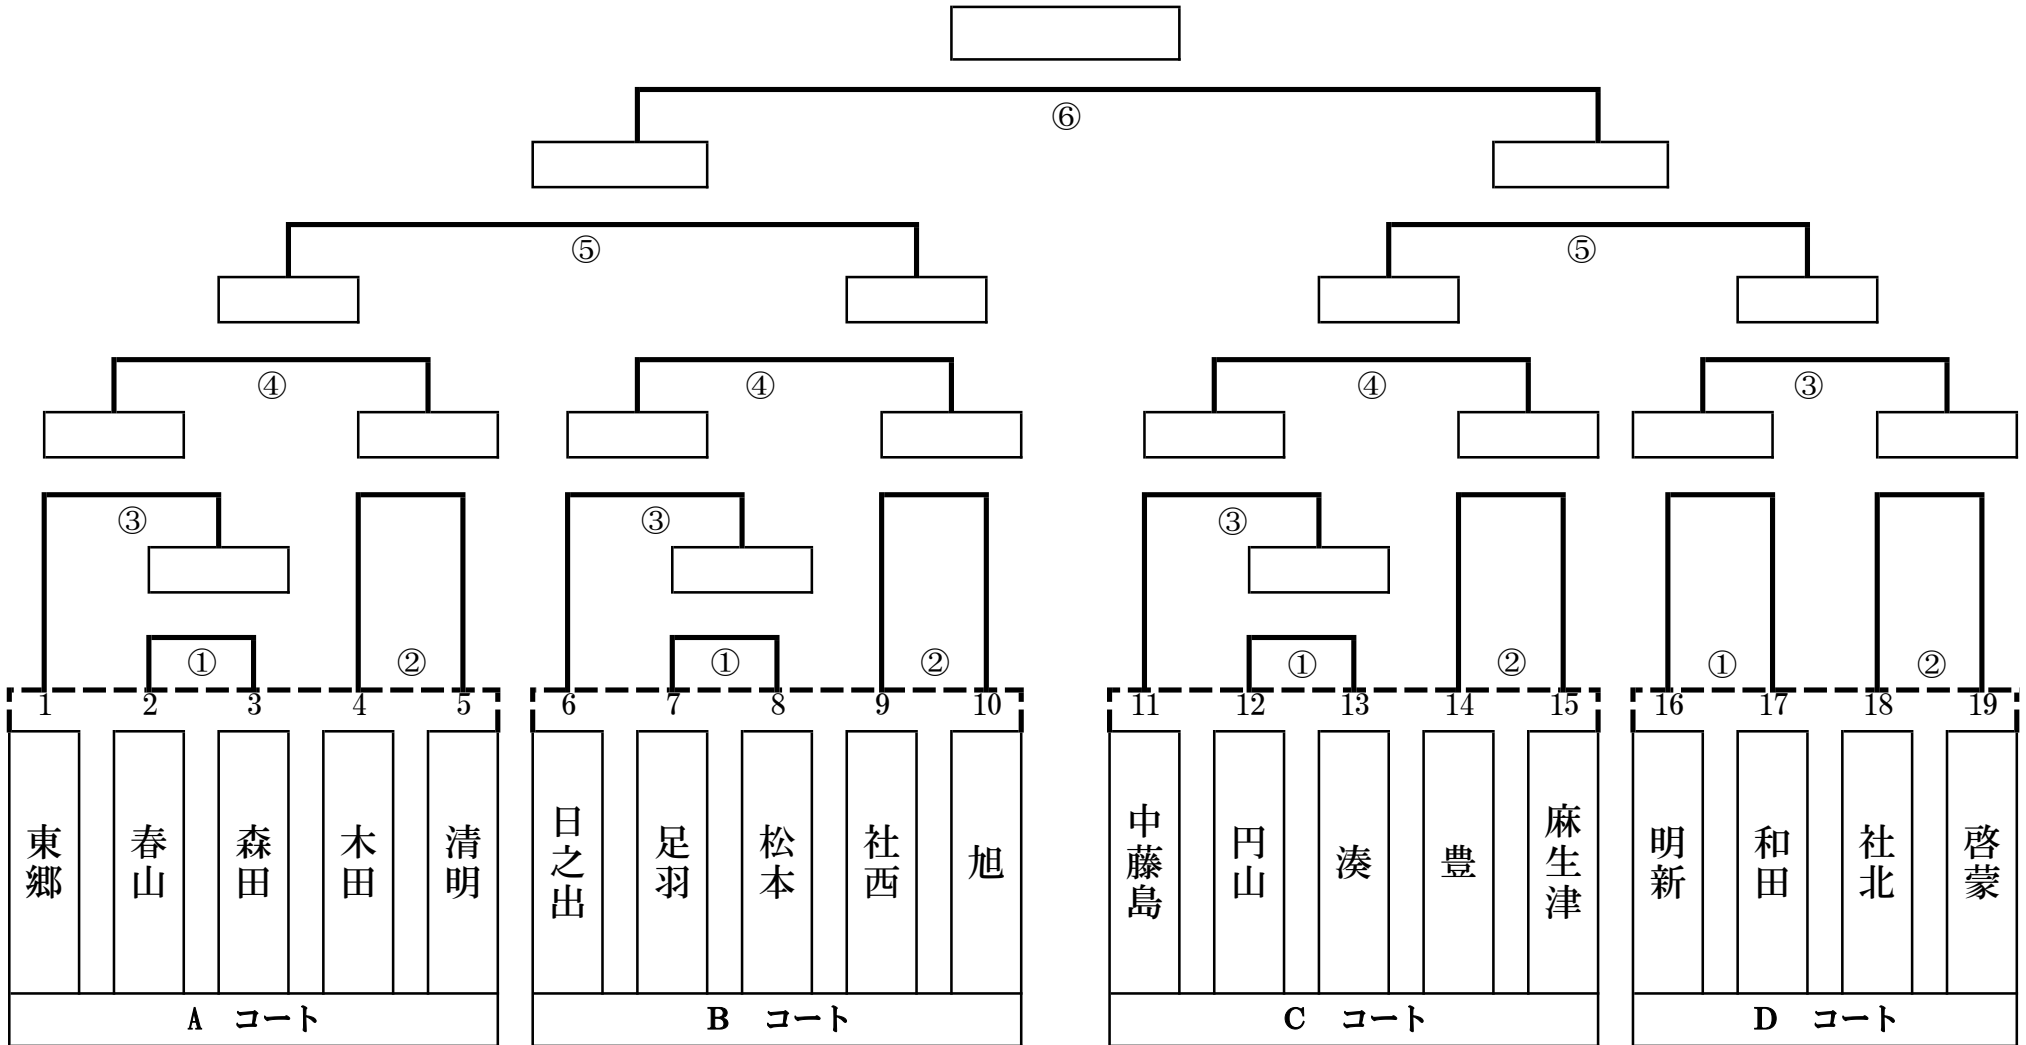 ⑥
⑤ ⑤
④ ④ ④ ③
③ ③ ③
① ② ① ② ① ② ① ②
1 2 3 4 5 6 7 8 9 10 11 12 13 14 15 16 17 18 19
東郷
春山
森田
木田
清明
日之出
足羽
松本
社西
旭
中藤島
円山
湊
豊
麻生津
明新
和田
社北
啓蒙
A コート B コート C コート D コート